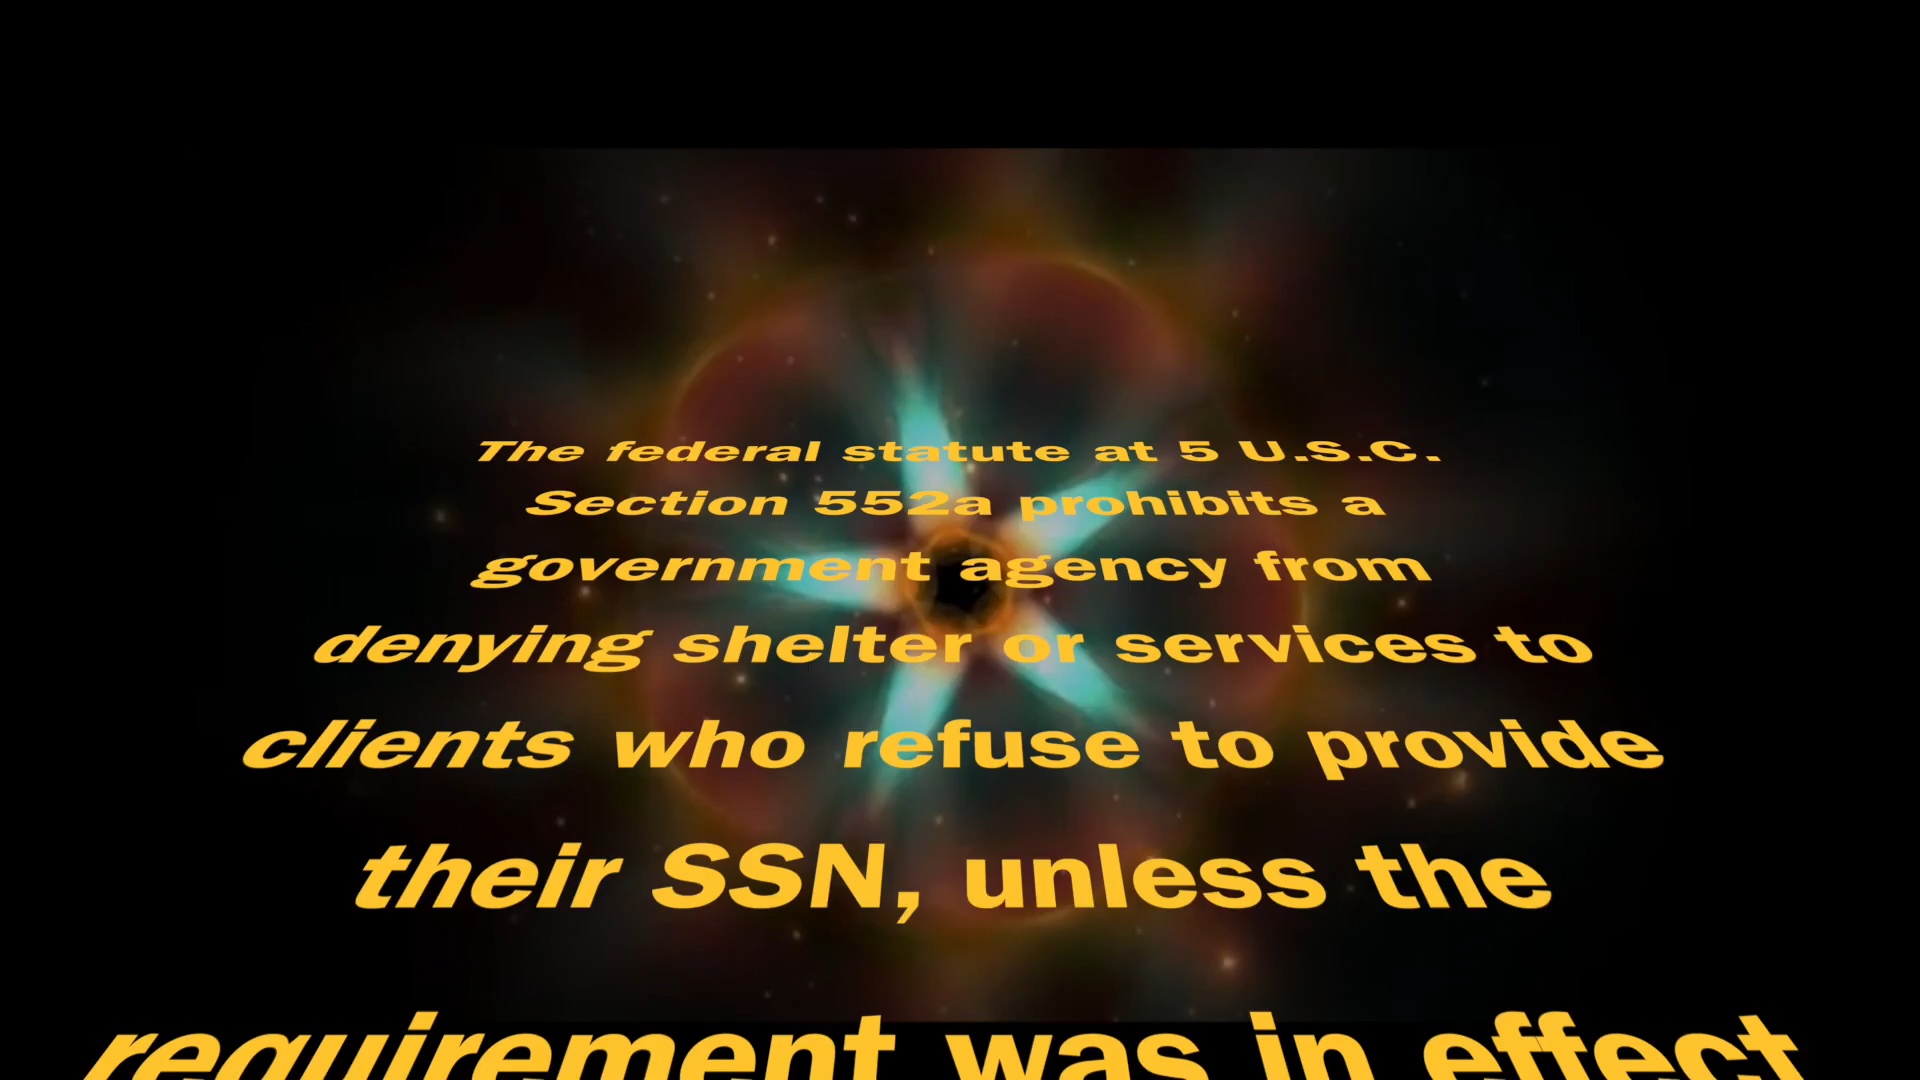 The federal statute at 5 U.S.C.
Section 552a prohibits a
government agency from
denying shelter or services to
clients who refuse to provide
their SSN, unless the
requirement was in effect